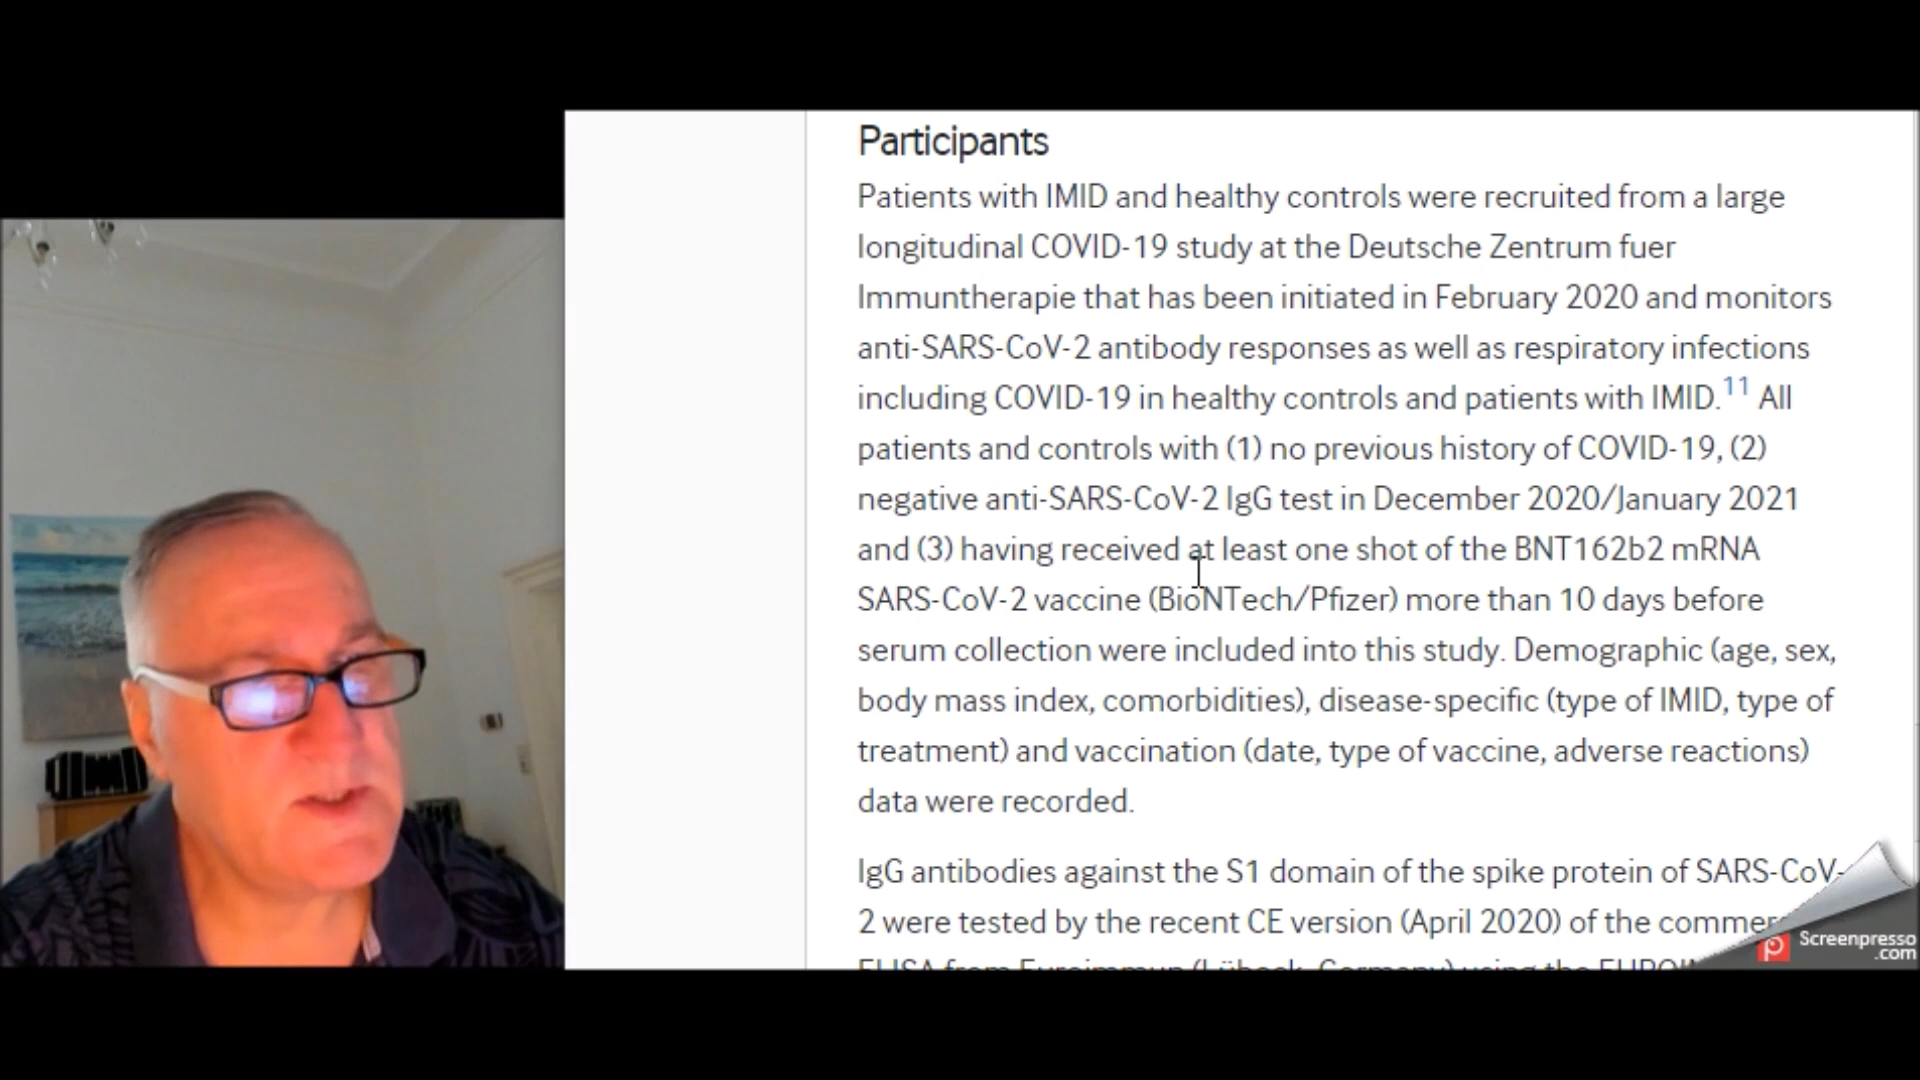 Participants
Patients with IMID and healthy controls were recruited from a large
longitudinal COVID-19 study at the Deutsche Zentrum fuer
Immuntherapie that has been initiated in February 2020 and monitors
anti-SARS-CoV-2 antibody responses as well as respiratory infections
including COVID-19 in healthy controls and patients with IMID.11 All
patients and controls with (1) no previous history of COVID-19, (2)
negative anti-SARS-CoV-2 IgG test in December 2020/January 2021
and (3) having received at least one shot of the BNT162b2 mRNA
SARS-CoV-2 vaccine (BioNTech/Pfizer) more than 10 days before
serum collection were included into this study. Demographic (age, sex,
body mass index, comorbidities), disease-specific (type of IMID, type of
treatment) and vaccination (date, type of vaccine, adverse reactions)
data were recorded.
IgG antibodies against the S1 domain of the spike protein of SARS-CoV-
2 were tested by the recent CE version (April 2020) of the
ELISA from Euroimmun (Lübeck, Germany) using the
Screenpresso
.com